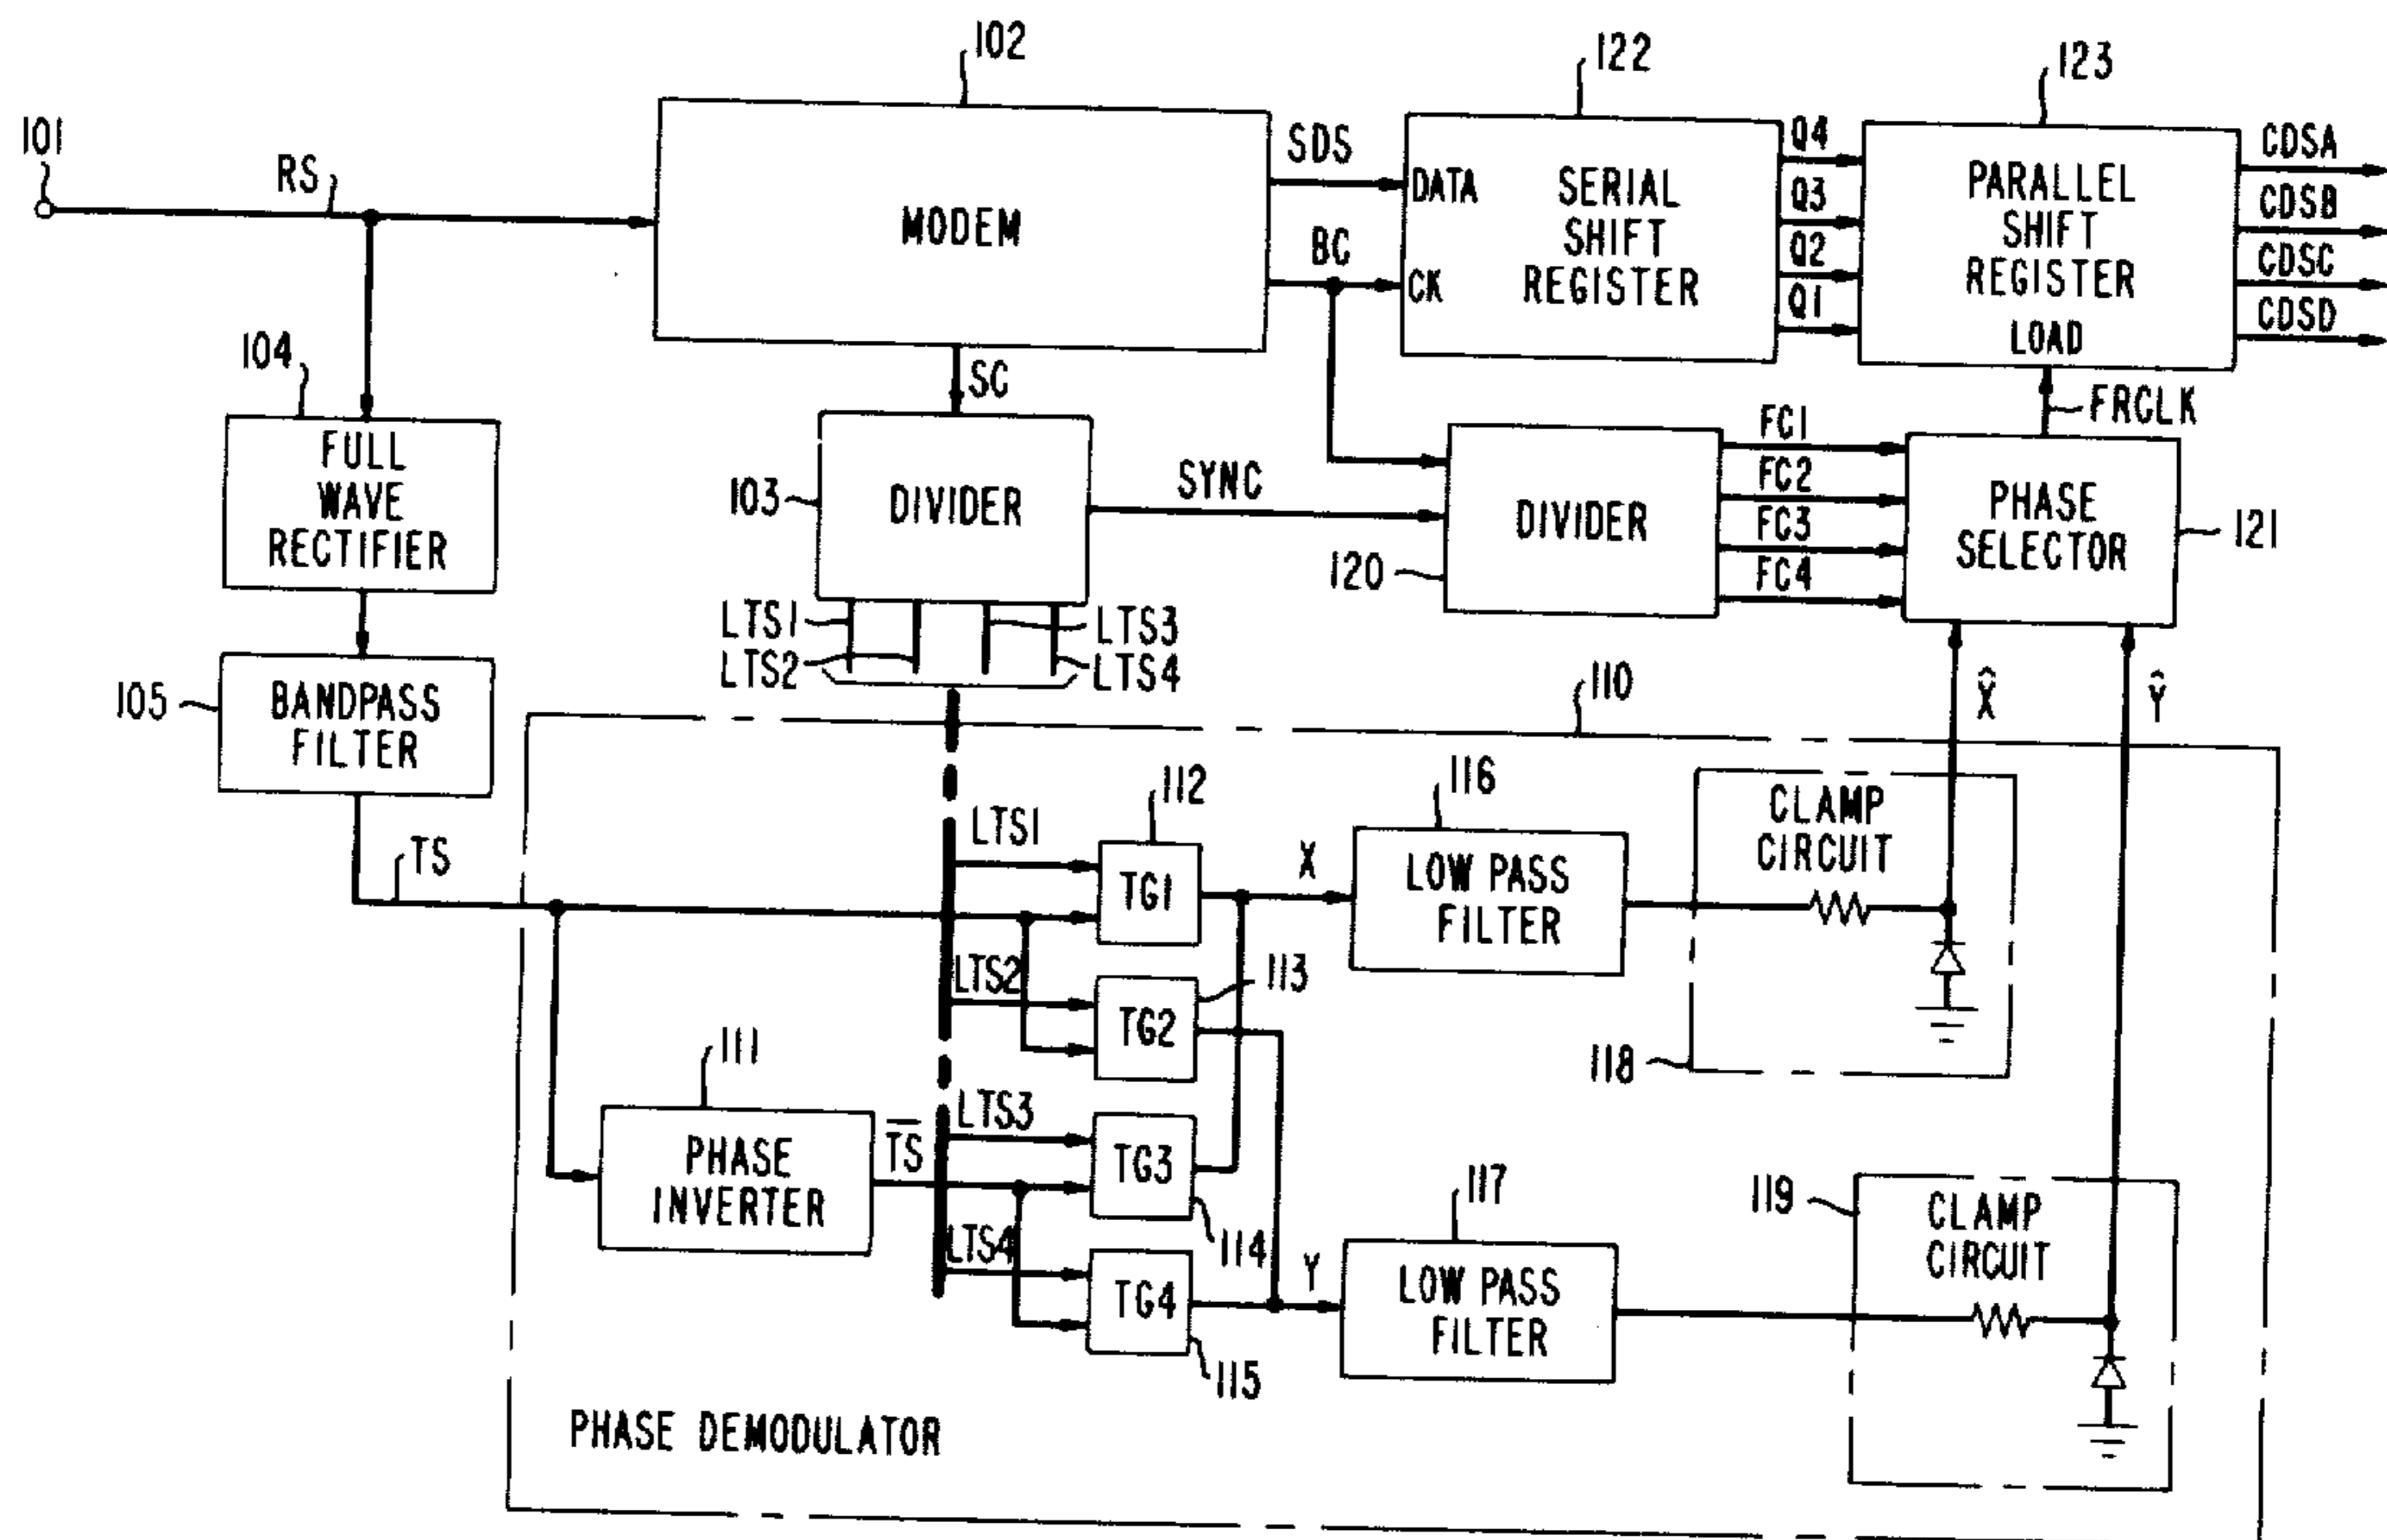 102
122
123
101
RS
MODEM
SDS
BC
DATA
CK
SERIAL
SHIFT
REGISTER
Q4
Q3
Q2
Q1
PARALLEL
SHIFT
REGISTER
LOAD
CDSA
CDSB
CDSC
CDSD
104
FULL
WAVE
RECTIFIER
SC
103
DIVIDER
SYNC
120
DIVIDER
FC1
FC2
FC3
FC4
FRCLK
PHASE
SELECTOR
121
LTS1
LTS2
LTS3
LTS4
105
BANDPASS
FILTER
110
X̂
Ŷ
TS
LTS1
112
TG1
X
116
LOW PASS
FILTER
CLAMP
CIRCUIT
118
LTS2
113
TG2
111
PHASE
INVERTER
T̅S̅
LTS3
TG3
114
LTS4
TG4
115
Y
117
LOW PASS
FILTER
119
CLAMP
CIRCUIT
PHASE DEMODULATOR